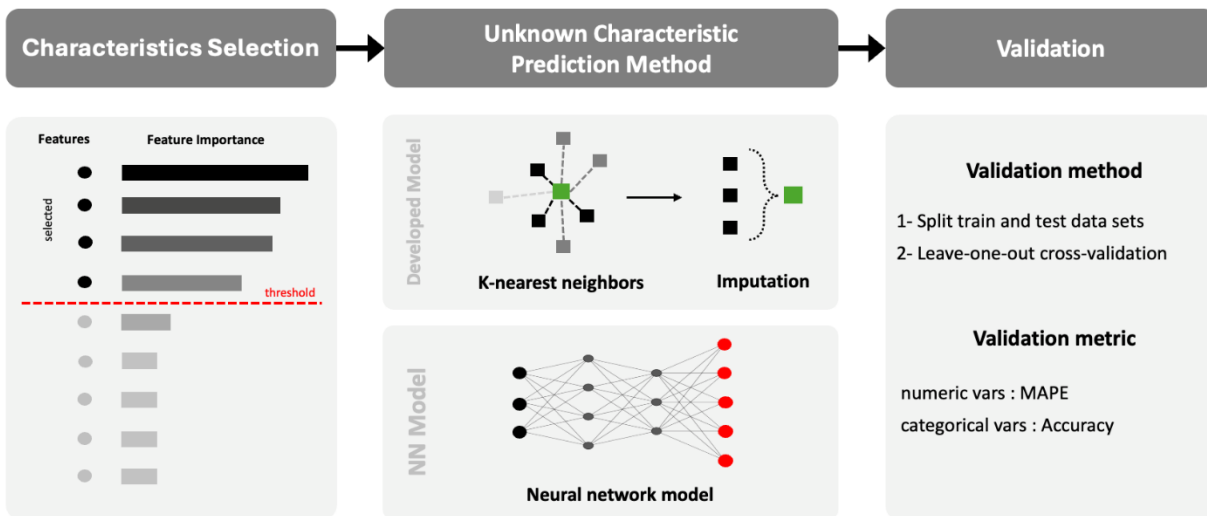 Characteristics Selection
Unknown Characteristic
Prediction Method
Validation
Features
Feature Importance
selected
threshold
Developed Model
K-nearest neighbors
Imputation
NN Model
Neural network model
Validation method
1- Split train and test data sets
2- Leave-one-out cross-validation
Validation metric
numeric vars : MAPE
categorical vars : Accuracy